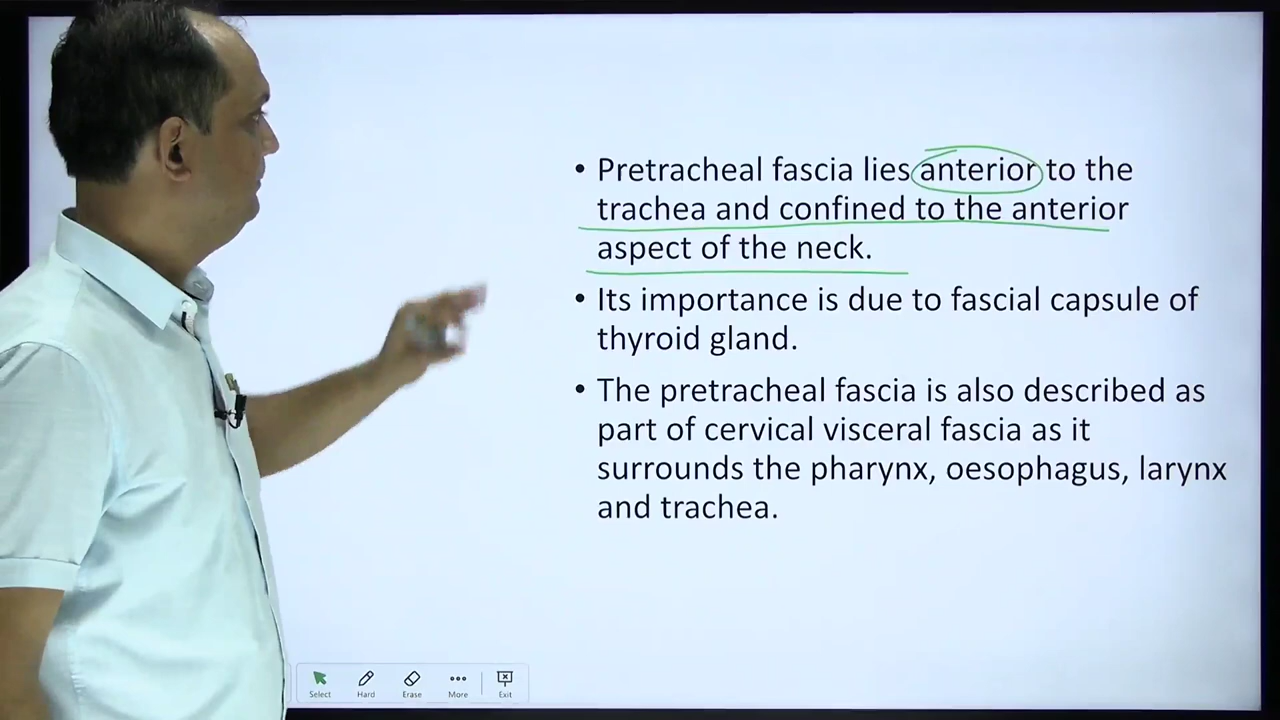 • Pretracheal fascia lies anterior to the
trachea and confined to the anterior
aspect of the neck.
• Its importance is due to fascial capsule of
thyroid gland.
• The pretracheal fascia is also described as
part of cervical visceral fascia as it
surrounds the pharynx, oesophagus, larynx
and trachea.
Select Hard Erase More Exit